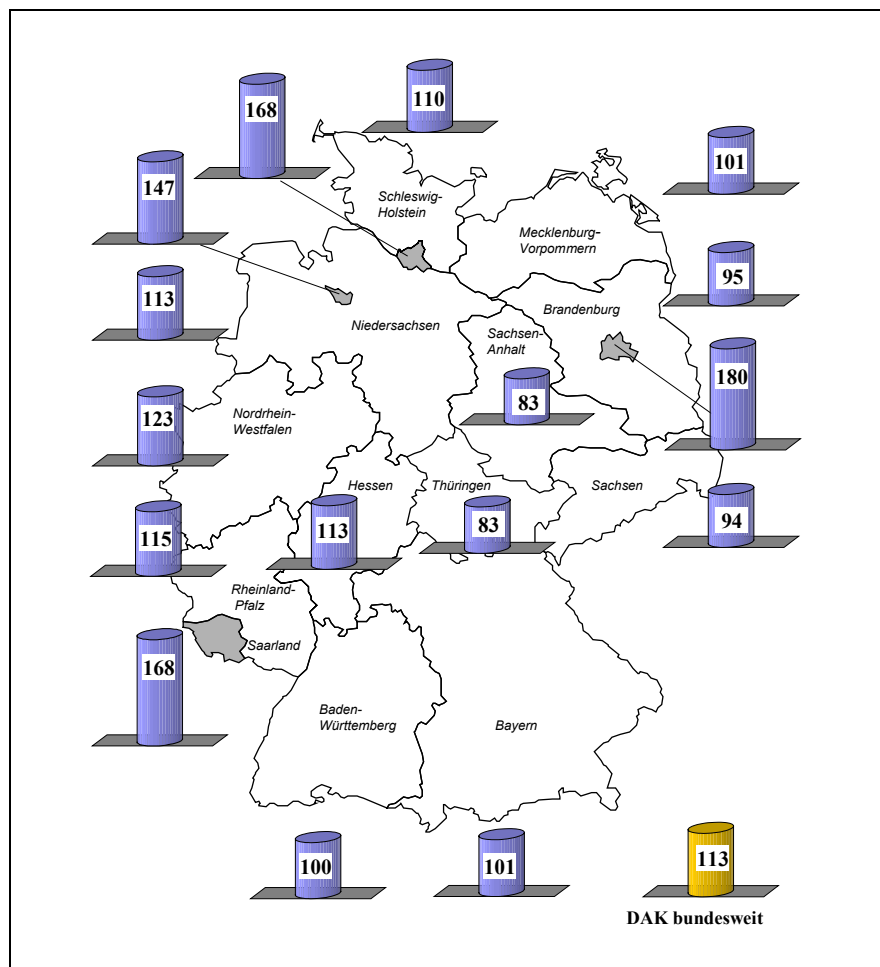 168
110
147
101
Schleswig-
Holstein
Mecklenburg-
Vorpommern
113
95
Brandenburg
Niedersachsen
Sachsen-
Anhalt
180
123
Nordrhein-
Westfalen
83
Hessen
Thüringen
Sachsen
115
113
83
94
Rheinland-
Pfalz
Saarland
168
Baden-
Württemberg
Bayern
100
101
113
DAK bundesweit